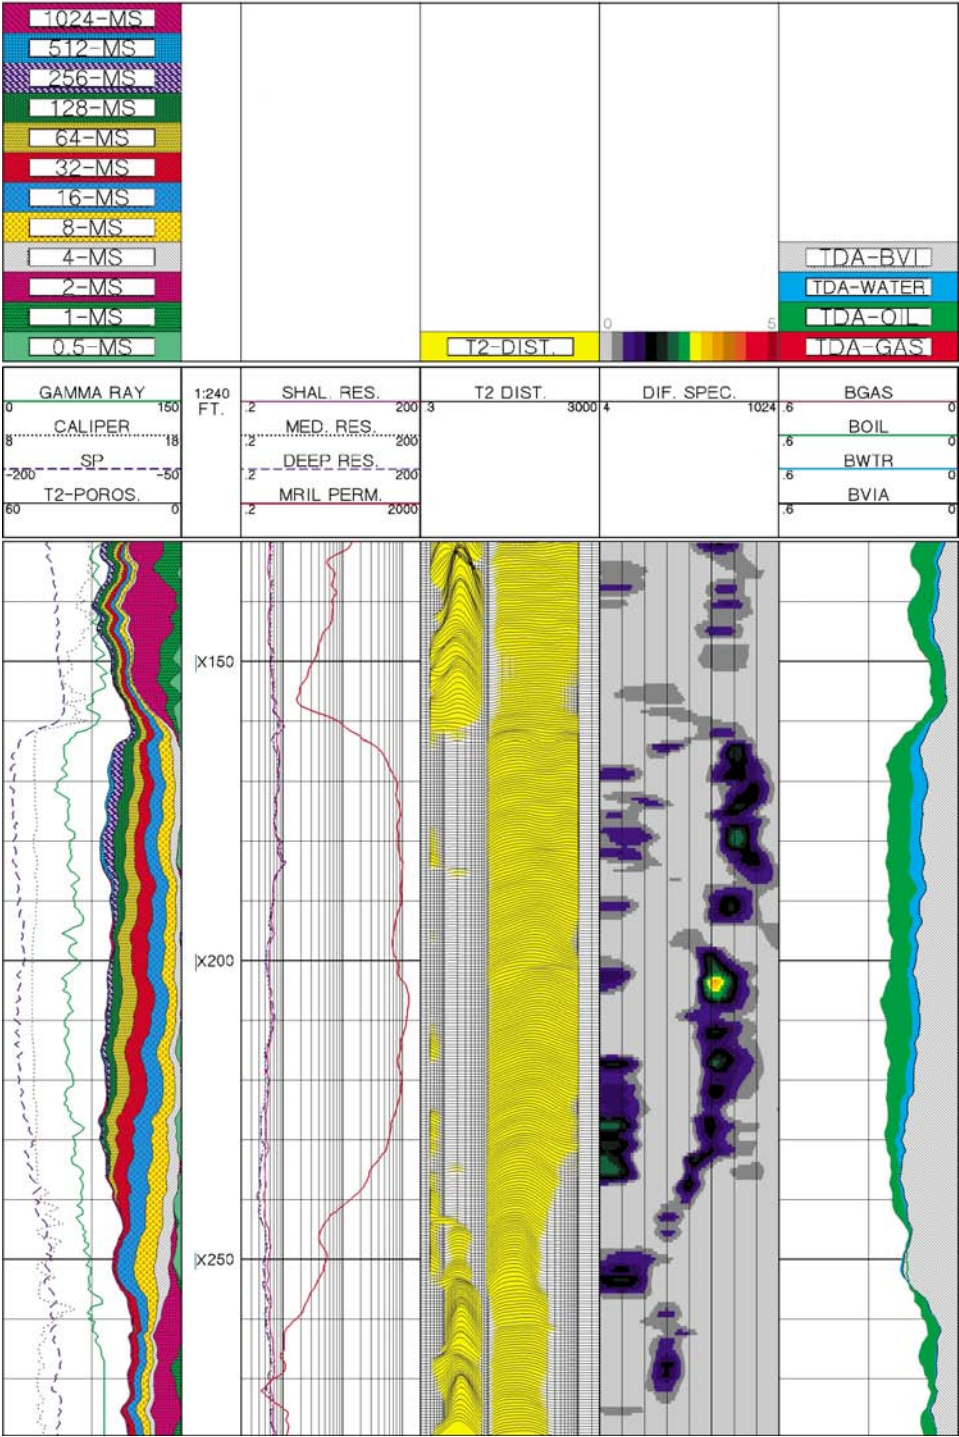 1024-MS
512-MS
256-MS
128-MS
64-MS
32-MS
16-MS
8-MS
4-MS
2-MS
1-MS
0.5-MS
T2-DIST.
0 5
TDA-BVI
TDA-WATER
TDA-OIL
TDA-GAS
GAMMA RAY
0 150
CALIPER
8 18
SP
-200 -50
T2-POROS.
60 0
1:240
FT.
SHAL. RES.
.2 200
MED. RES.
.2 200
DEEP RES.
.2 200
MRIL PERM.
.2 2000
T2 DIST.
.3 3000
DIF. SPEC.
4 1024
BGAS
.6 0
BOIL
.6 0
BWTR
.6 0
BVIA
.6 0
X150
X200
X250